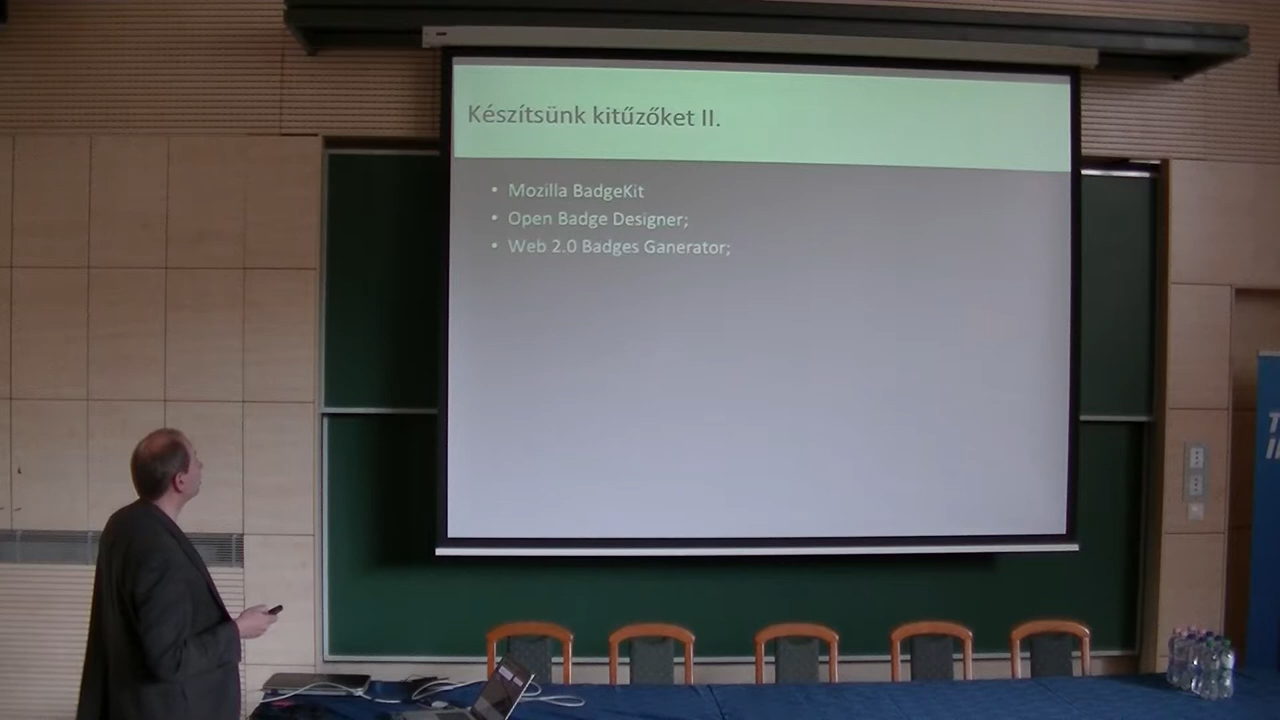 Készítsünk kitűzőket II.
• Mozilla BadgeKit
• Open Badge Designer;
• Web 2.0 Badges Ganerator;